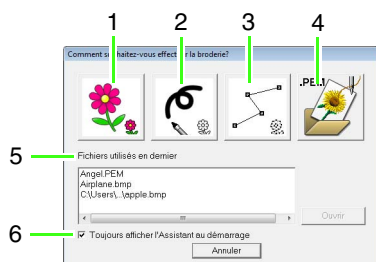 1 2 3 4
Comment souhaitez-vous effectuer la broderie?
.PEM
5 Fichiers utilisés en dernier
Angel.PEM
Airplane.bmp
C:\Users\...\apple.bmp
Ouvrir
6 Toujours afficher l'Assistant au démarrage
Annuler